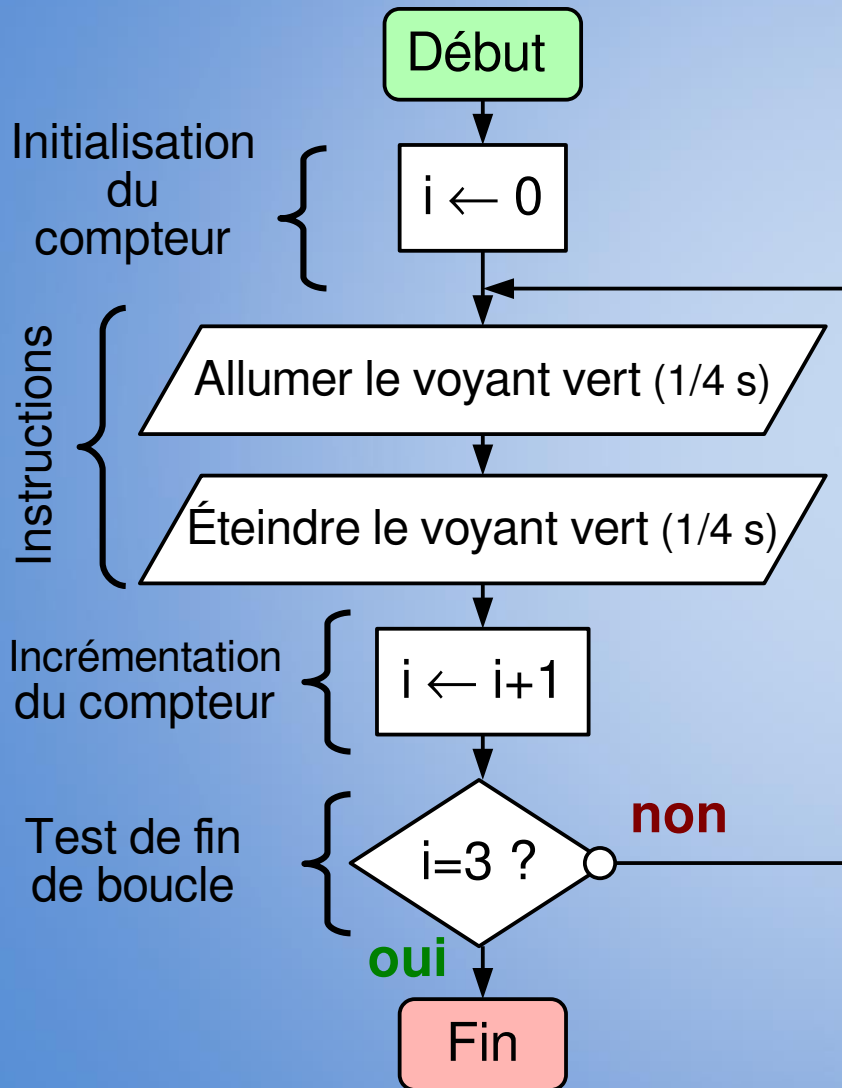 Début
Initialisation
du
compteur
i ← 0
Instructions
Allumer le voyant vert (1/4 s)
Éteindre le voyant vert (1/4 s)
Incrémentation
du compteur
i ← i+1
Test de fin
de boucle
i=3 ?
non
oui
Fin